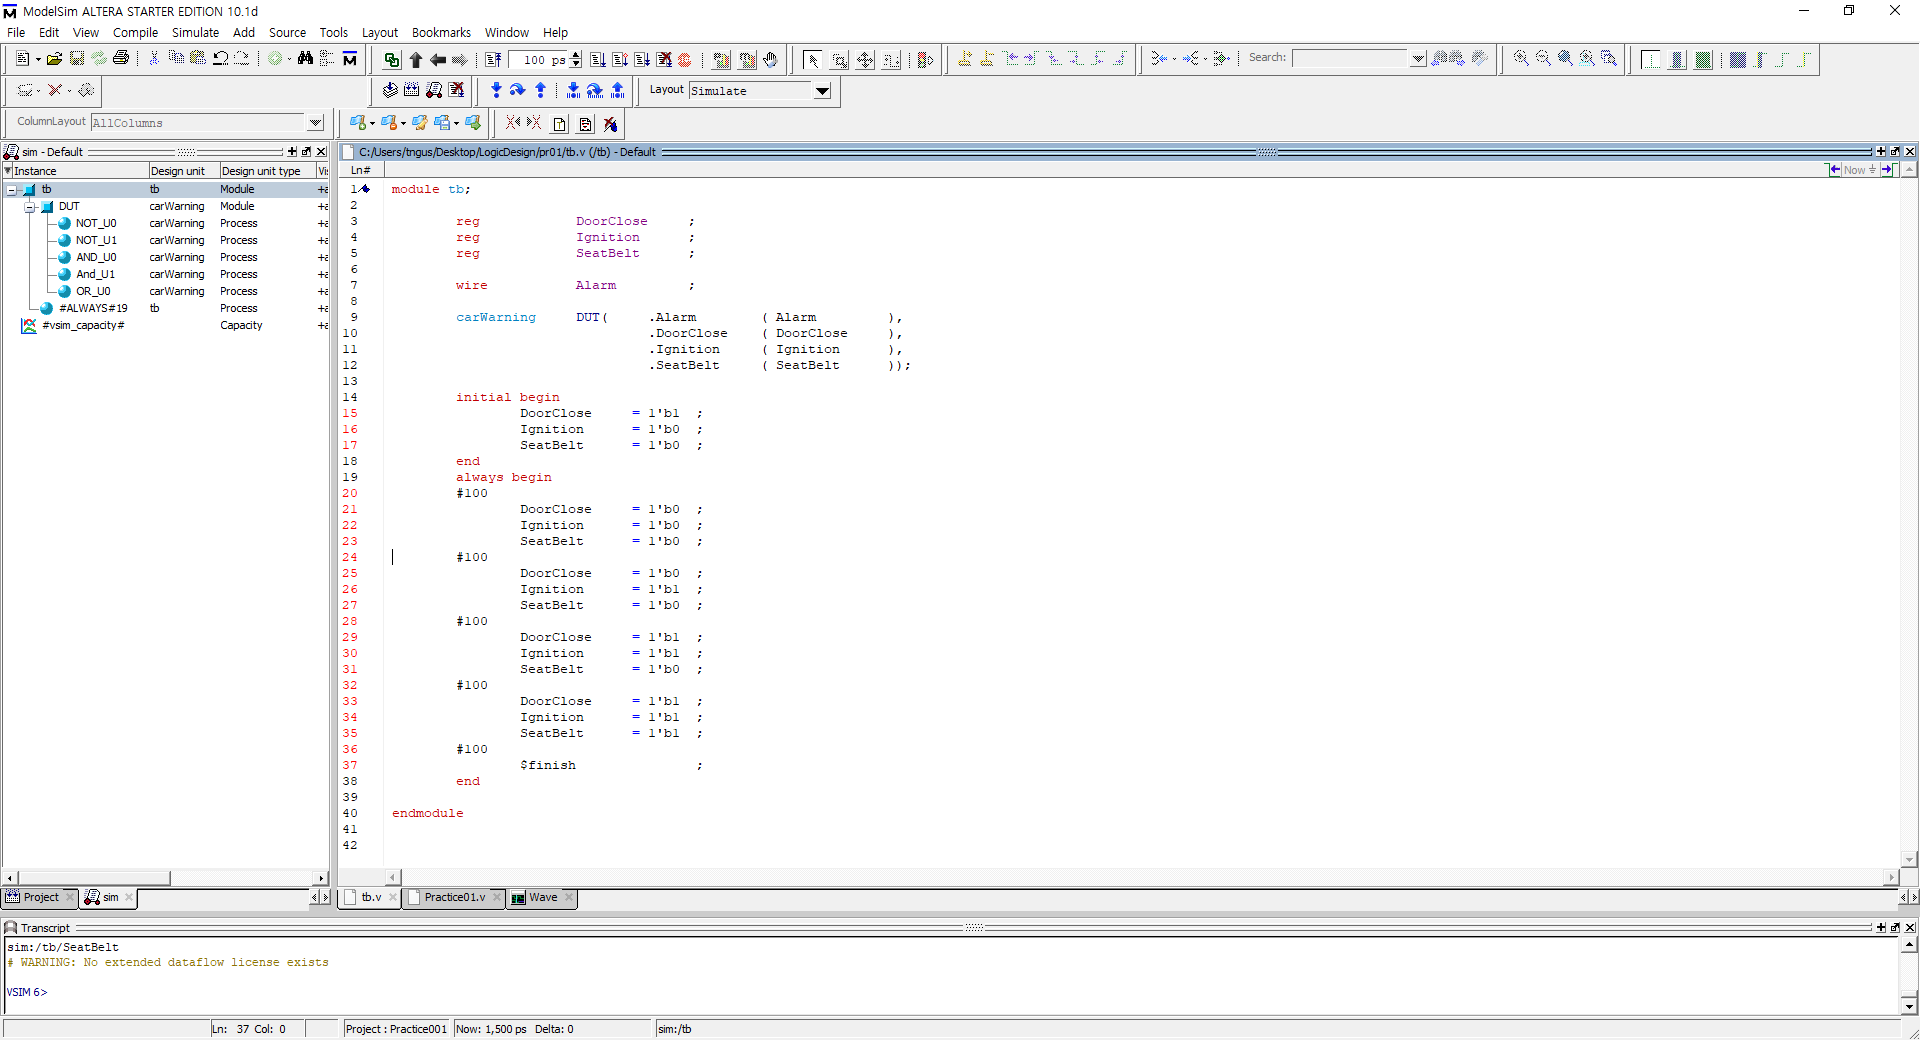 ModelSim ALTERA STARTER EDITION 10.1d
File Edit View Compile Simulate Add Source Tools Layout Bookmarks Window Help
100 ps
Search:
Layout Simulate
ColumnLayout AllColumns
sim - Default
Instance Design unit Design unit type Vi
tb tb Module +a
DUT carWarning Module +a
NOT_U0 carWarning Process +a
NOT_U1 carWarning Process +a
AND_U0 carWarning Process +a
And_U1 carWarning Process +a
OR_U0 carWarning Process +a
#ALWAYS#19 tb Process +a
#vsim_capacity# Capacity +a
Project sim
C:/Users/tngus/Desktop/LogicDesign/pr01/tb.v (/tb) - Default
Ln# Now
1 module tb;
2
3 reg DoorClose ;
4 reg Ignition ;
5 reg SeatBelt ;
6
7 wire Alarm ;
8
9 carWarning DUT( .Alarm ( Alarm ),
10 .DoorClose ( DoorClose ),
11 .Ignition ( Ignition ),
12 .SeatBelt ( SeatBelt ));
13
14 initial begin
15 DoorClose = 1'b1 ;
16 Ignition = 1'b0 ;
17 SeatBelt = 1'b0 ;
18 end
19 always begin
20 #100
21 DoorClose = 1'b0 ;
22 Ignition = 1'b0 ;
23 SeatBelt = 1'b0 ;
24 #100
25 DoorClose = 1'b0 ;
26 Ignition = 1'b1 ;
27 SeatBelt = 1'b0 ;
28 #100
29 DoorClose = 1'b1 ;
30 Ignition = 1'b1 ;
31 SeatBelt = 1'b0 ;
32 #100
33 DoorClose = 1'b1 ;
34 Ignition = 1'b1 ;
35 SeatBelt = 1'b1 ;
36 #100
37 $finish ;
38 end
39
40 endmodule
41
42
tb.v Practice01.v Wave
Transcript
sim:/tb/SeatBelt
# WARNING: No extended dataflow license exists
VSIM 6>
Ln: 37 Col: 0 Project : Practice001 Now: 1,500 ps Delta: 0 sim:/tb